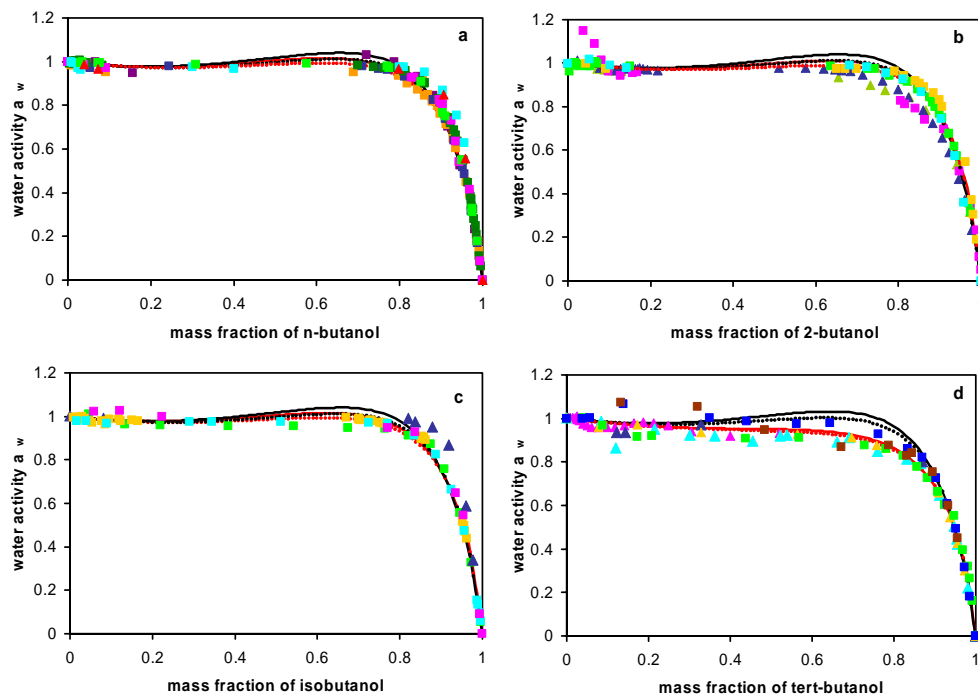 1.2
1
0.8
0.6
0.4
0.2
0
water activity a w
a
0 0.2 0.4 0.6 0.8 1
mass fraction of n-butanol
1.2
1
0.8
0.6
0.4
0.2
0
water activity a w
b
0 0.2 0.4 0.6 0.8
mass fraction of 2-butanol
1.2
1
0.8
0.6
0.4
0.2
0
water activity a w
c
0 0.2 0.4 0.6 0.8 1
mass fraction of isobutanol
1.2
1
0.8
0.6
0.4
0.2
0
water activity a w
d
0 0.2 0.4 0.6 0.8 1
mass fraction of tert-butanol